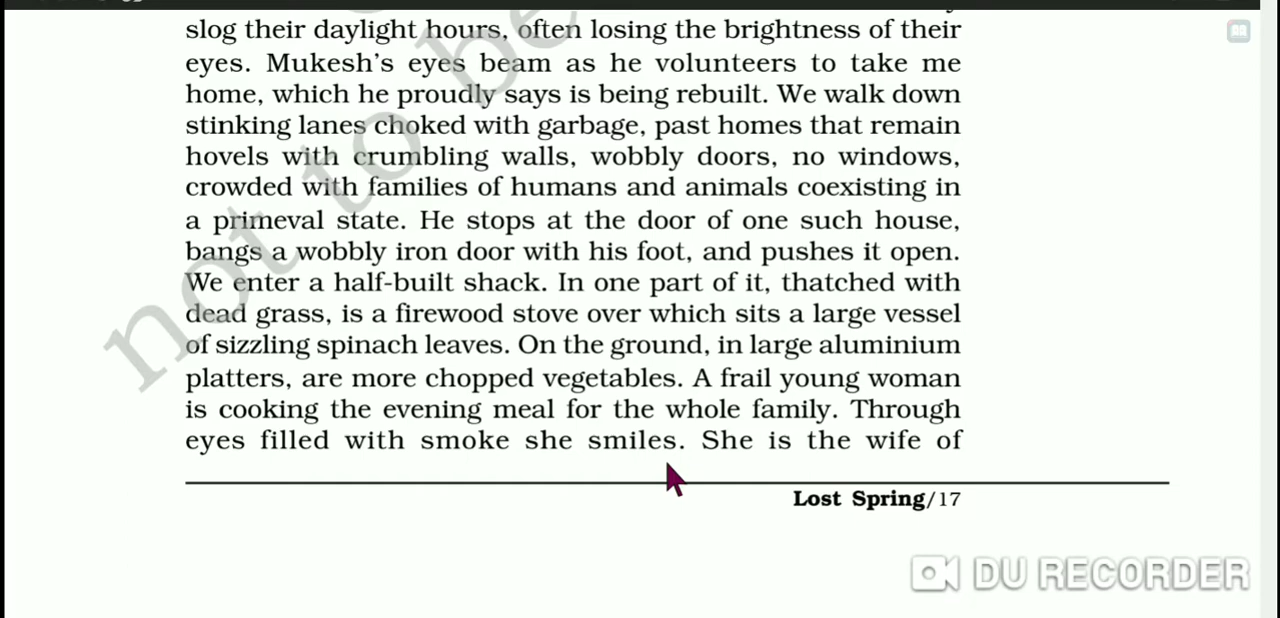 slog their daylight hours, often losing the brightness of their
eyes. Mukesh's eyes beam as he volunteers to take me
home, which he proudly says is being rebuilt. We walk down
stinking lanes choked with garbage, past homes that remain
hovels with crumbling walls, wobbly doors, no windows,
crowded with families of humans and animals coexisting in
a primeval state. He stops at the door of one such house,
bangs a wobbly iron door with his foot, and pushes it open.
We enter a half-built shack. In one part of it, thatched with
dead grass, is a firewood stove over which sits a large vessel
of sizzling spinach leaves. On the ground, in large aluminium
platters, are more chopped vegetables. A frail young woman
is cooking the evening meal for the whole family. Through
eyes filled with smoke she smiles. She is the wife of
Lost Spring/17
not to be
DU RECORDER